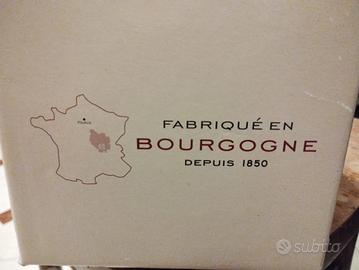 PARIS
FABRIQUÉ EN
BOURGOGNE
DEPUIS 1850
subito